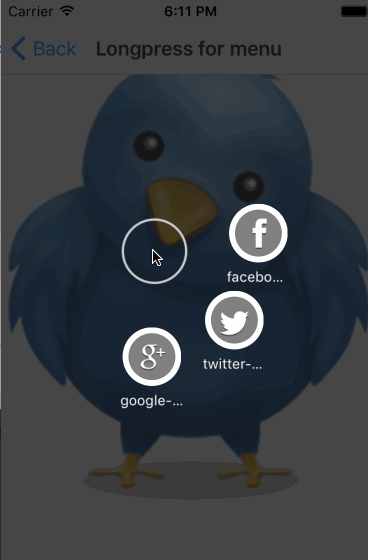 Carrier 6:11 PM
Back Longpress for menu
f
facebo...
twitter-...
g+
google-...